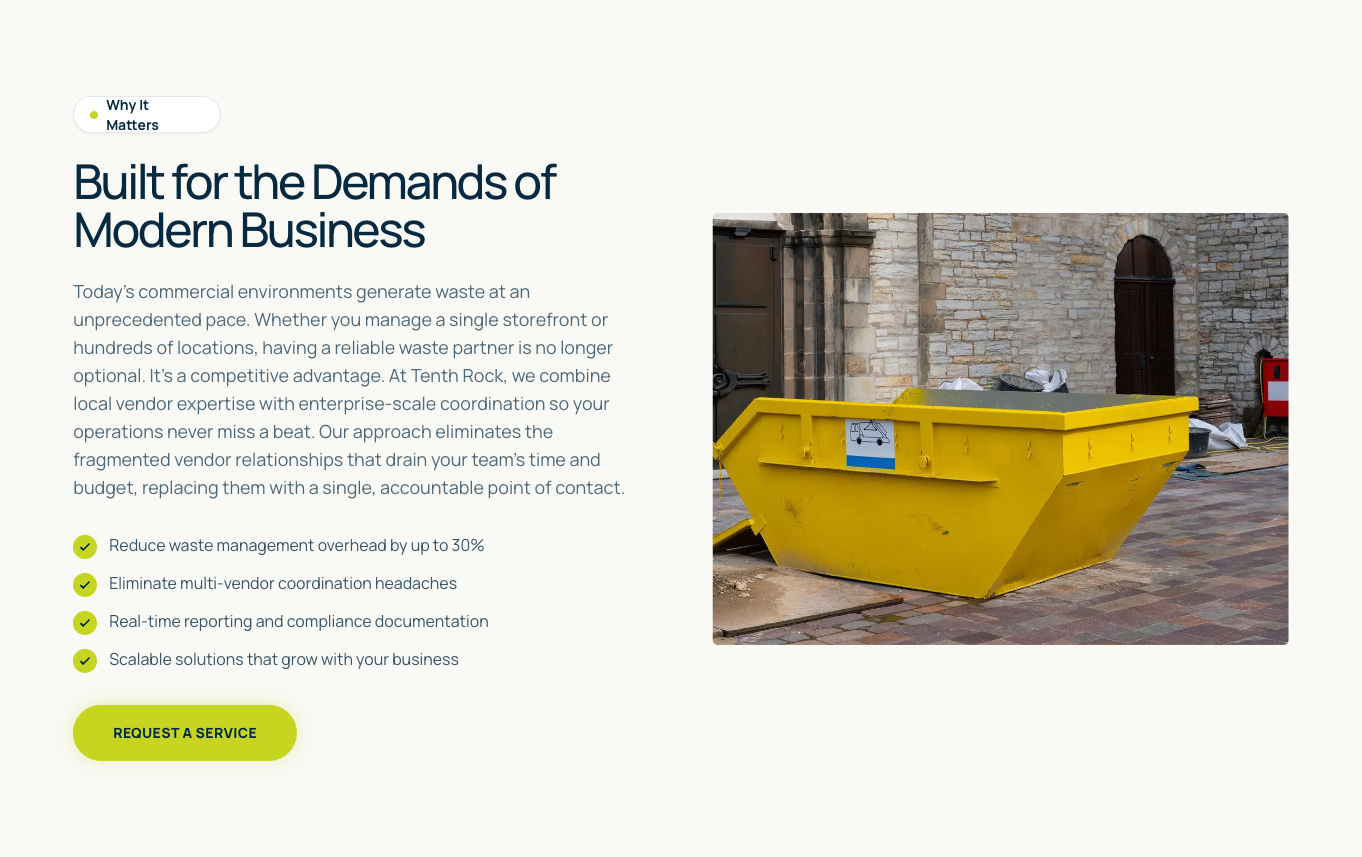 Why It
Matters
Built for the Demands of
Modern Business
Today's commercial environments generate waste at an
unprecedented pace. Whether you manage a single storefront or
hundreds of locations, having a reliable waste partner is no longer
optional. It's a competitive advantage. At Tenth Rock, we combine
local vendor expertise with enterprise-scale coordination so your
operations never miss a beat. Our approach eliminates the
fragmented vendor relationships that drain your team's time and
budget, replacing them with a single, accountable point of contact.
Reduce waste management overhead by up to 30%
Eliminate multi-vendor coordination headaches
Real-time reporting and compliance documentation
Scalable solutions that grow with your business
REQUEST A SERVICE